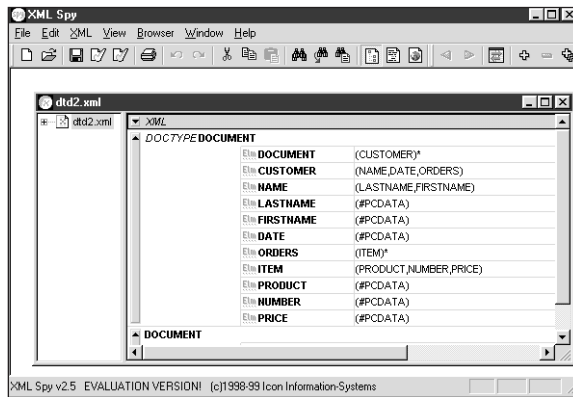 XML Spy
File Edit XML View Browser Window Help
dtd2.xml
dtd2.xml
XML
DOCTYPE DOCUMENT
Elm DOCUMENT (CUSTOMER)*
Elm CUSTOMER (NAME,DATE,ORDERS)
Elm NAME (LASTNAME,FIRSTNAME)
Elm LASTNAME (#PCDATA)
Elm FIRSTNAME (#PCDATA)
Elm DATE (#PCDATA)
Elm ORDERS (ITEM)*
Elm ITEM (PRODUCT,NUMBER,PRICE)
Elm PRODUCT (#PCDATA)
Elm NUMBER (#PCDATA)
Elm PRICE (#PCDATA)
DOCUMENT
XML Spy v2.5 EVALUATION VERSION! (c)1998-99 Icon Information-Systems